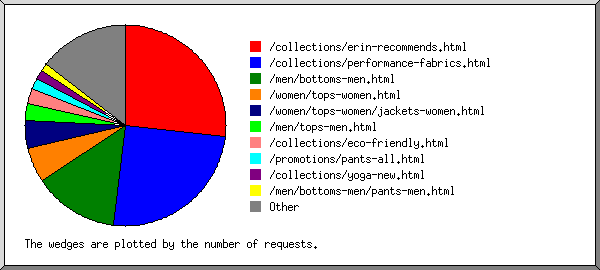 /collections/erin-recommends.html
/collections/performance-fabrics.html
/men/bottoms-men.html
/women/tops-women.html
/women/tops-women/jackets-women.html
/men/tops-men.html
/collections/eco-friendly.html
/promotions/pants-all.html
/collections/yoga-new.html
/men/bottoms-men/pants-men.html
Other
The wedges are plotted by the number of requests.